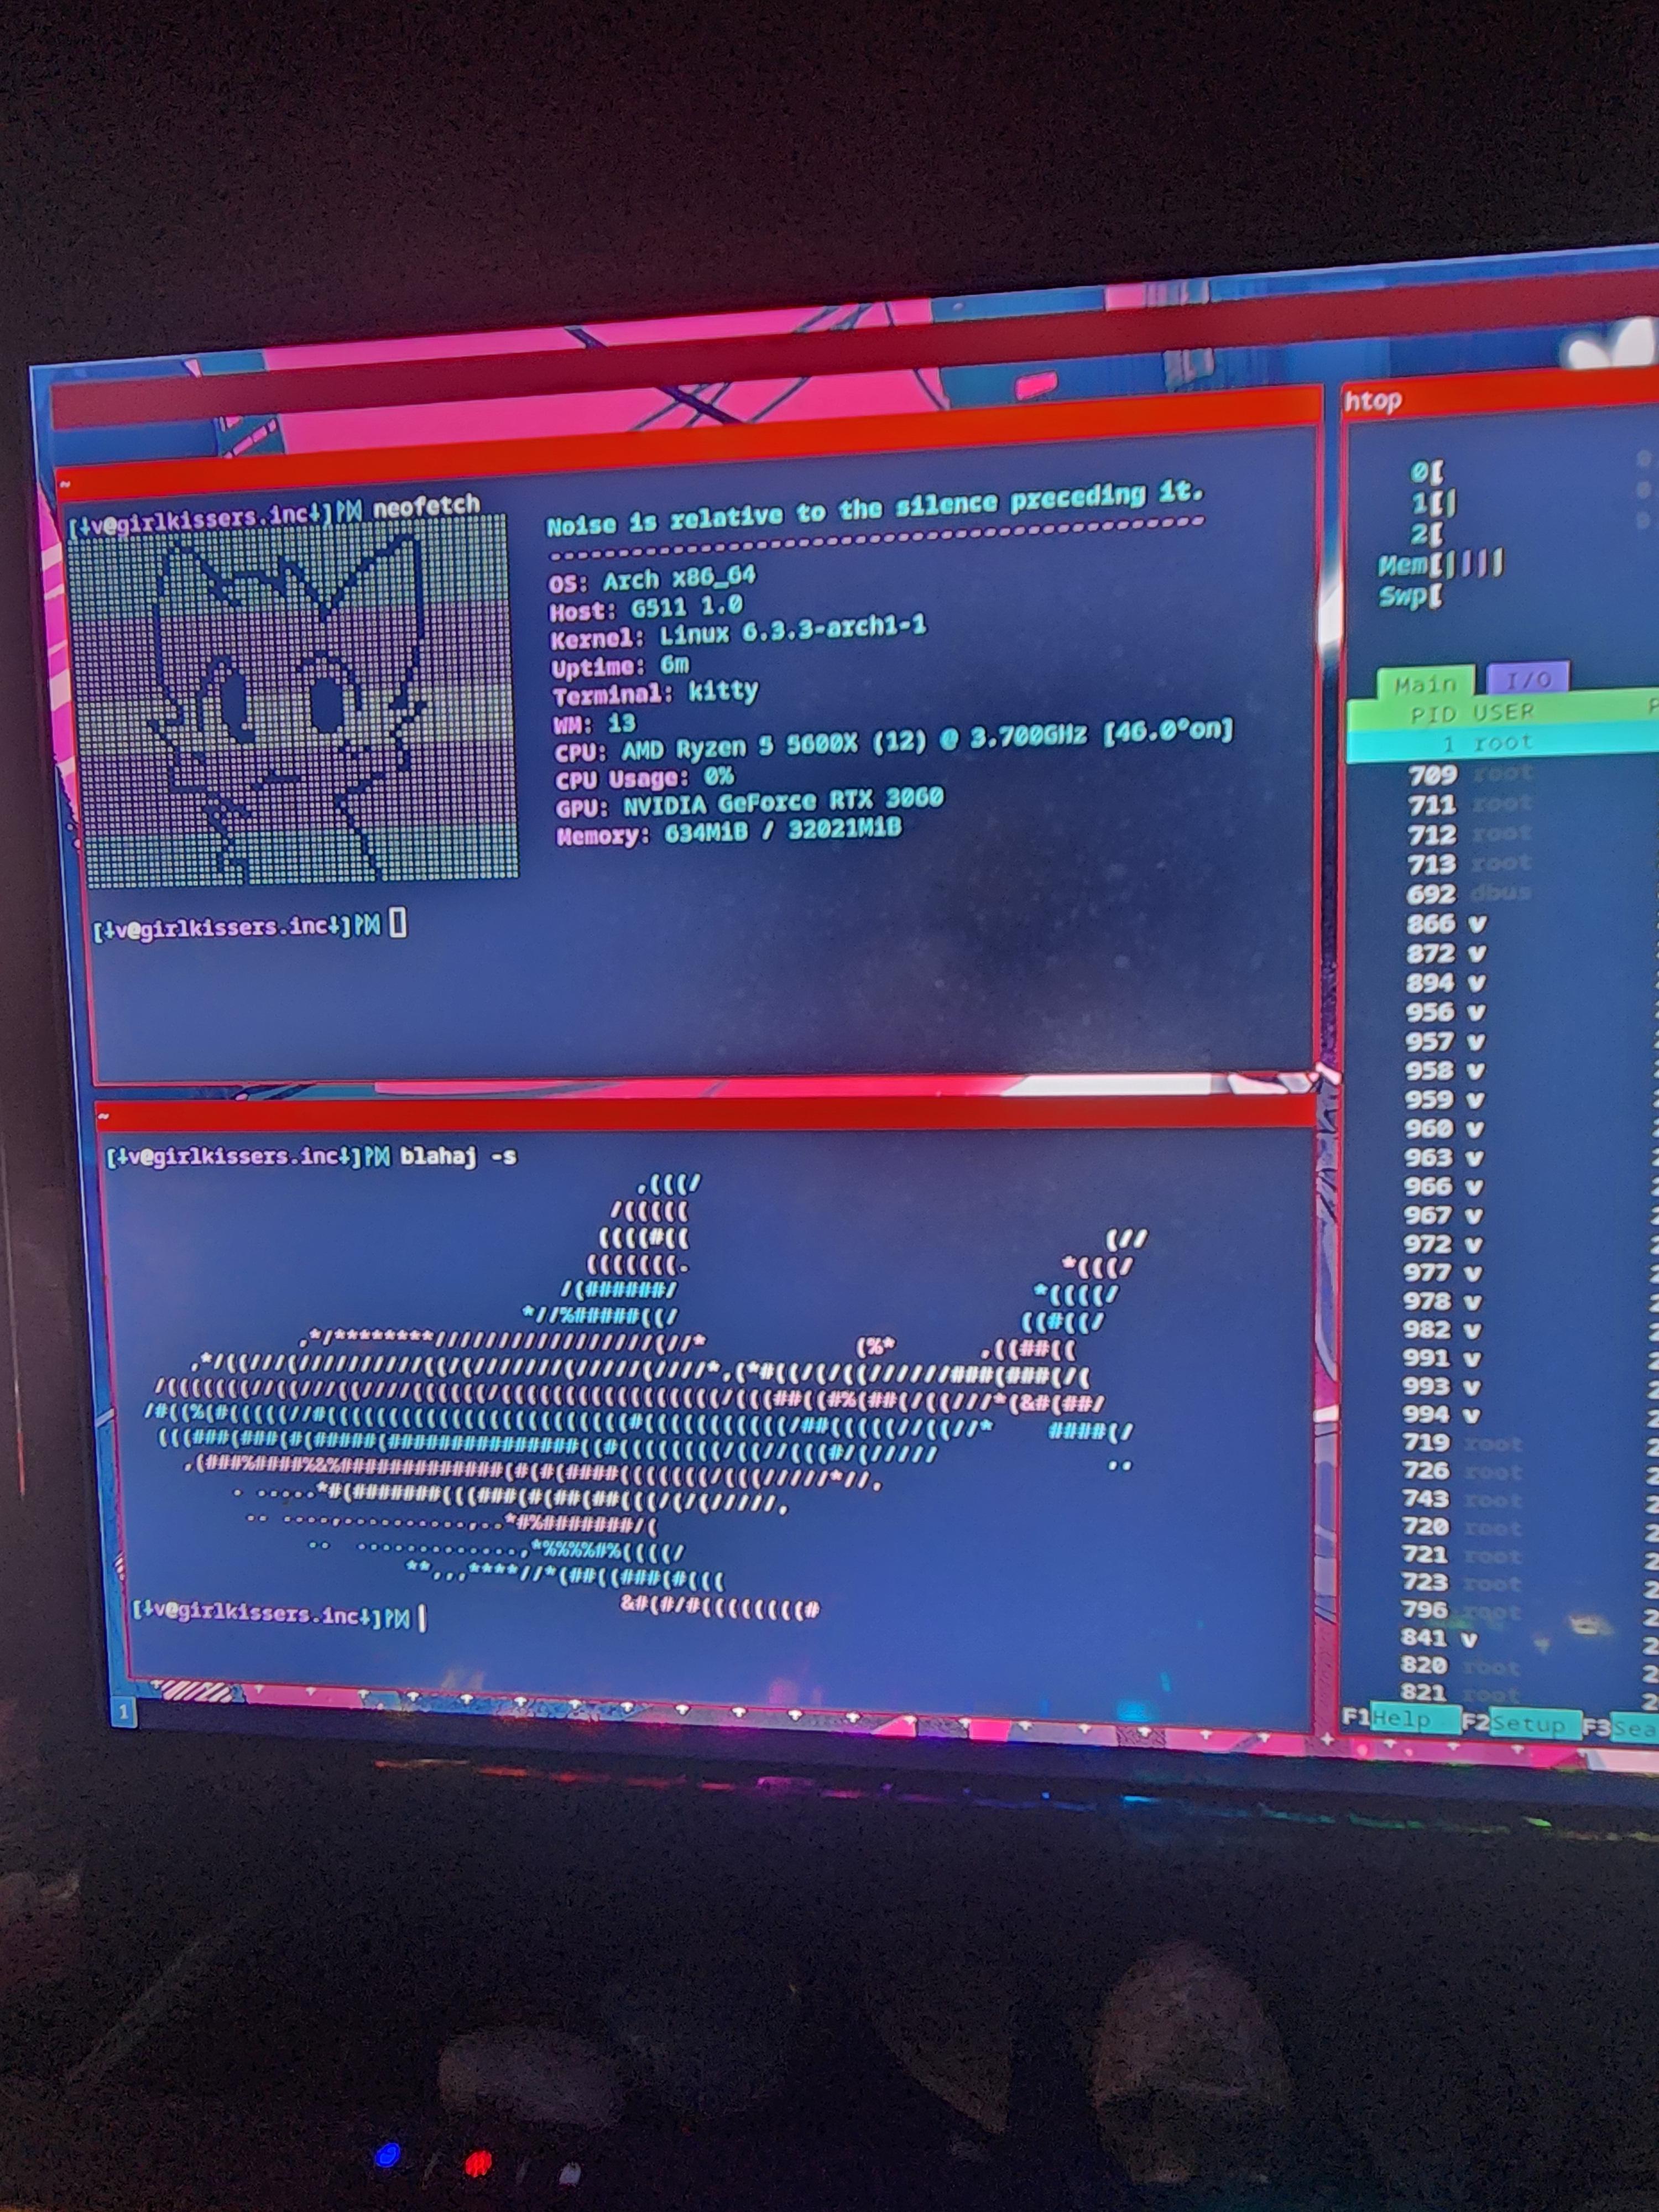 ~
[⸸v@girlkissers.inc⸸]ᚹᛞ neofetch
Noise is relative to the silence preceding it.
-----------------------------------------------
OS: Arch x86_64
Host: G511 1.0
Kernel: Linux 6.3.3-arch1-1
Uptime: 6m
Terminal: kitty
WM: i3
CPU: AMD Ryzen 5 5600X (12) @ 3.700GHz [46.0°on]
CPU Usage: 0%
GPU: NVIDIA GeForce RTX 3060
Memory: 634MiB / 32021MiB
[⸸v@girlkissers.inc⸸]ᚹᛞ
~
[⸸v@girlkissers.inc⸸]ᚹᛞ blahaj -s
[⸸v@girlkissers.inc⸸]ᚹᛞ
1
htop
0[
1[|
2[
Mem[||||
Swp[
Main I/O
PID USER
1 root
709 root
711 root
712 root
713 root
692 dbus
866 v
872 v
894 v
956 v
957 v
958 v
959 v
960 v
963 v
966 v
967 v
972 v
977 v
978 v
982 v
991 v
993 v
994 v
719 root
726 root
743 root
720 root
721 root
723 root
796 root
841 v
820 root
821 root
F1Help F2Setup F3Sea